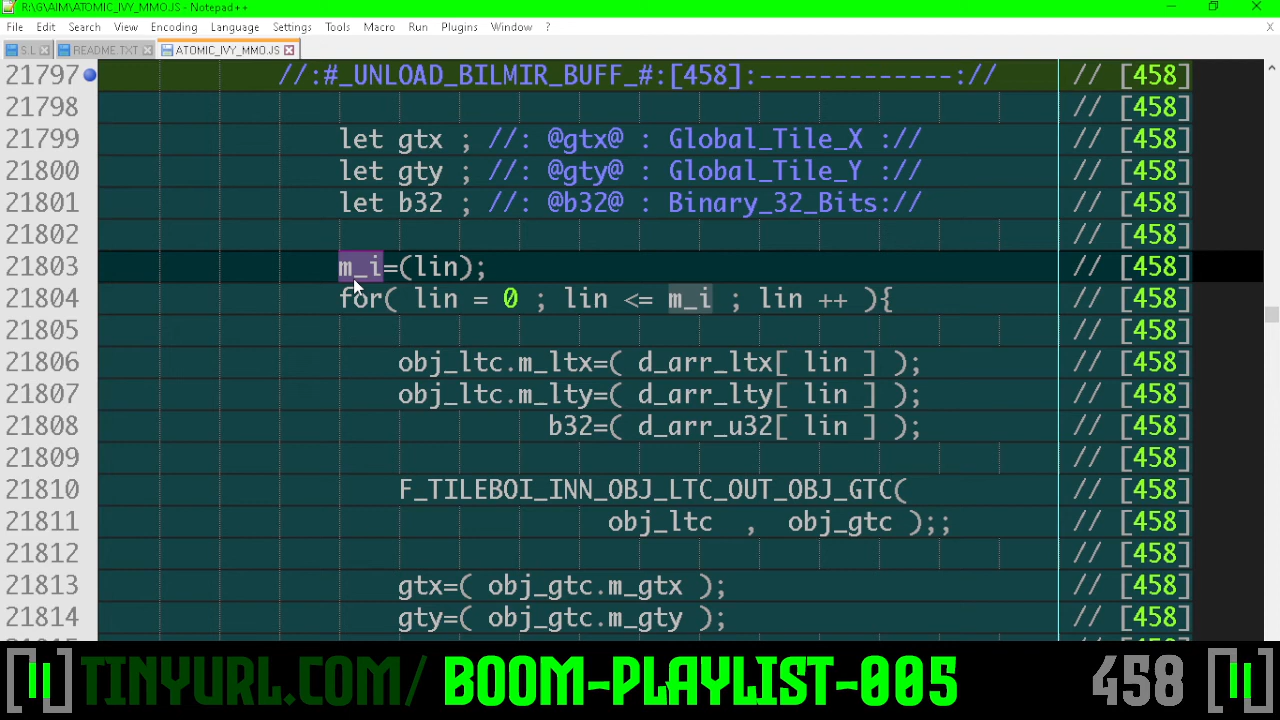 R:\G\AIM\ATOMIC_IVY_MMO.JS - Notepad++
File Edit Search View Encoding Language Settings Tools Macro Run Plugins Window ? X
S.L README.TXT ATOMIC_IVY_MMO.JS
21797 //:#_UNLOAD_BILMIR_BUFF_#:[458]:-------------:// // [458]
21798 // [458]
21799 let gtx ; //: @gtx@ : Global_Tile_X :// // [458]
21800 let gty ; //: @gty@ : Global_Tile_Y :// // [458]
21801 let b32 ; //: @b32@ : Binary_32_Bits:// // [458]
21802 // [458]
21803 m_i=(lin); // [458]
21804 for( lin = 0 ; lin <= m_i ; lin ++ ){ // [458]
21805 // [458]
21806 obj_ltc.m_ltx=( d_arr_ltx[ lin ] ); // [458]
21807 obj_ltc.m_lty=( d_arr_lty[ lin ] ); // [458]
21808 b32=( d_arr_u32[ lin ] ); // [458]
21809 // [458]
21810 F_TILEBOI_INN_OBJ_LTC_OUT_OBJ_GTC( // [458]
21811 obj_ltc , obj_gtc );; // [458]
21812 // [458]
21813 gtx=( obj_gtc.m_gtx ); // [458]
21814 gty=( obj_gtc.m_gty ); // [458]
TINYURL.COM/ BOOM-PLAYLIST-005 458